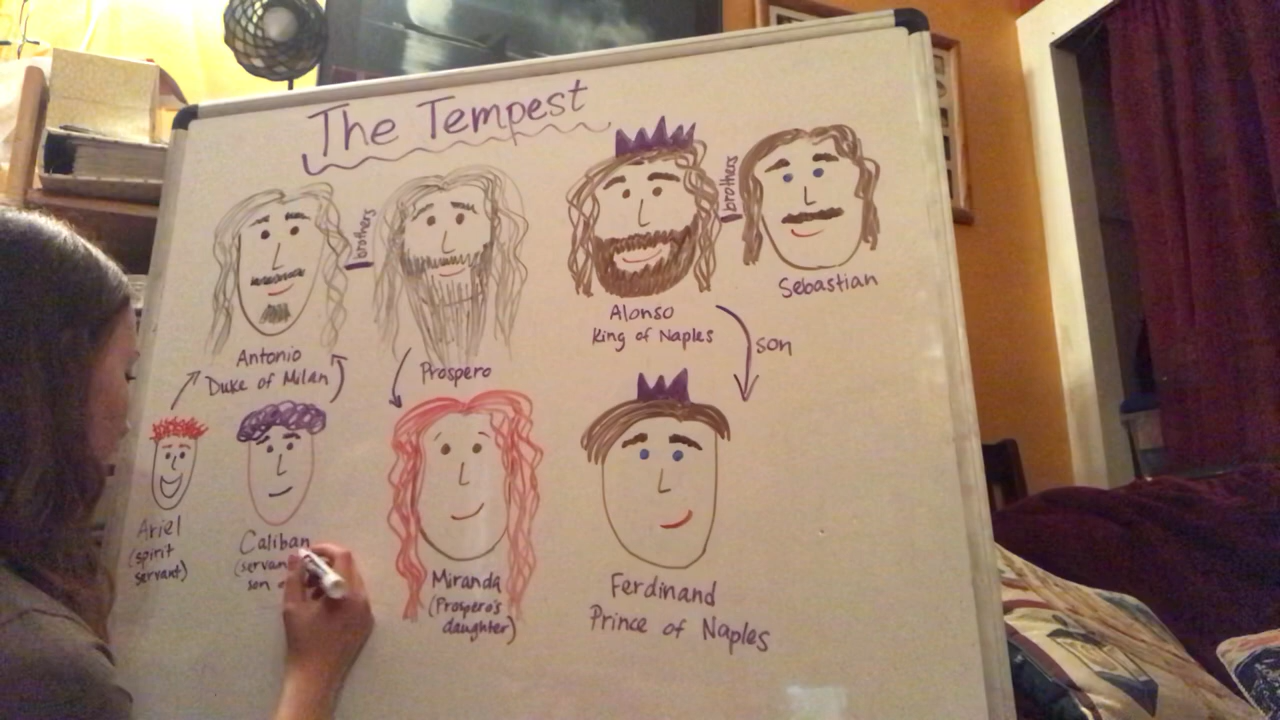 The Tempest
brothers
brothers
Antonio
Duke of Milan
Prospero
Alonso
King of Naples
Sebastian
son
Ariel
(spirit
servant)
Caliban
son
Miranda
(Prospero's
daughter)
Ferdinand
Prince of Naples